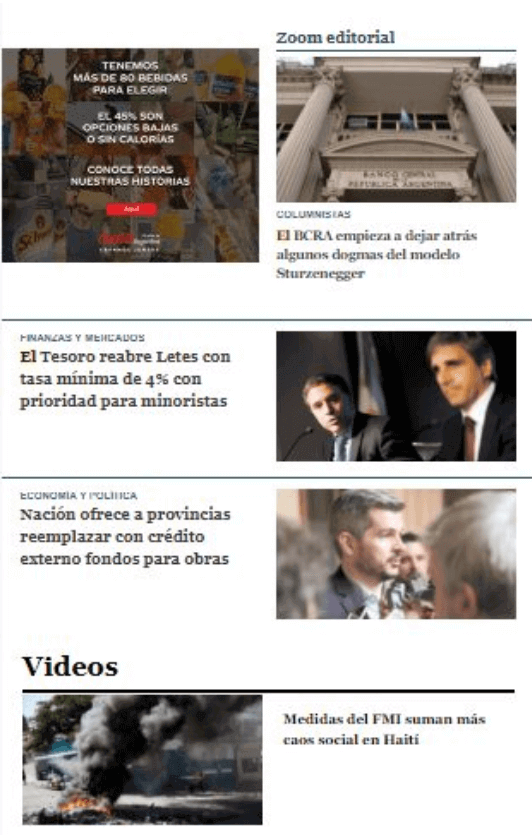 TENEMOS
MÁS DE 80 BEBIDAS
PARA ELEGIR
EL 45% SON
OPCIONES BAJAS
O SIN CALORÍAS
CONOCE TODAS
NUESTRAS HISTORIAS
Aquí
Zoom editorial
BANCO CENTRAL
REPÚBLICA ARGENTINA
COLUMNISTAS
El BCRA empieza a dejar atrás
algunos dogmas del modelo
Sturzenegger
FINANZAS Y MERCADOS
El Tesoro reabre Letes con
tasa mínima de 4% con
prioridad para minoristas
ECONOMÍA Y POLÍTICA
Nación ofrece a provincias
reemplazar con crédito
externo fondos para obras
Videos
Medidas del FMI suman más
caos social en Haití